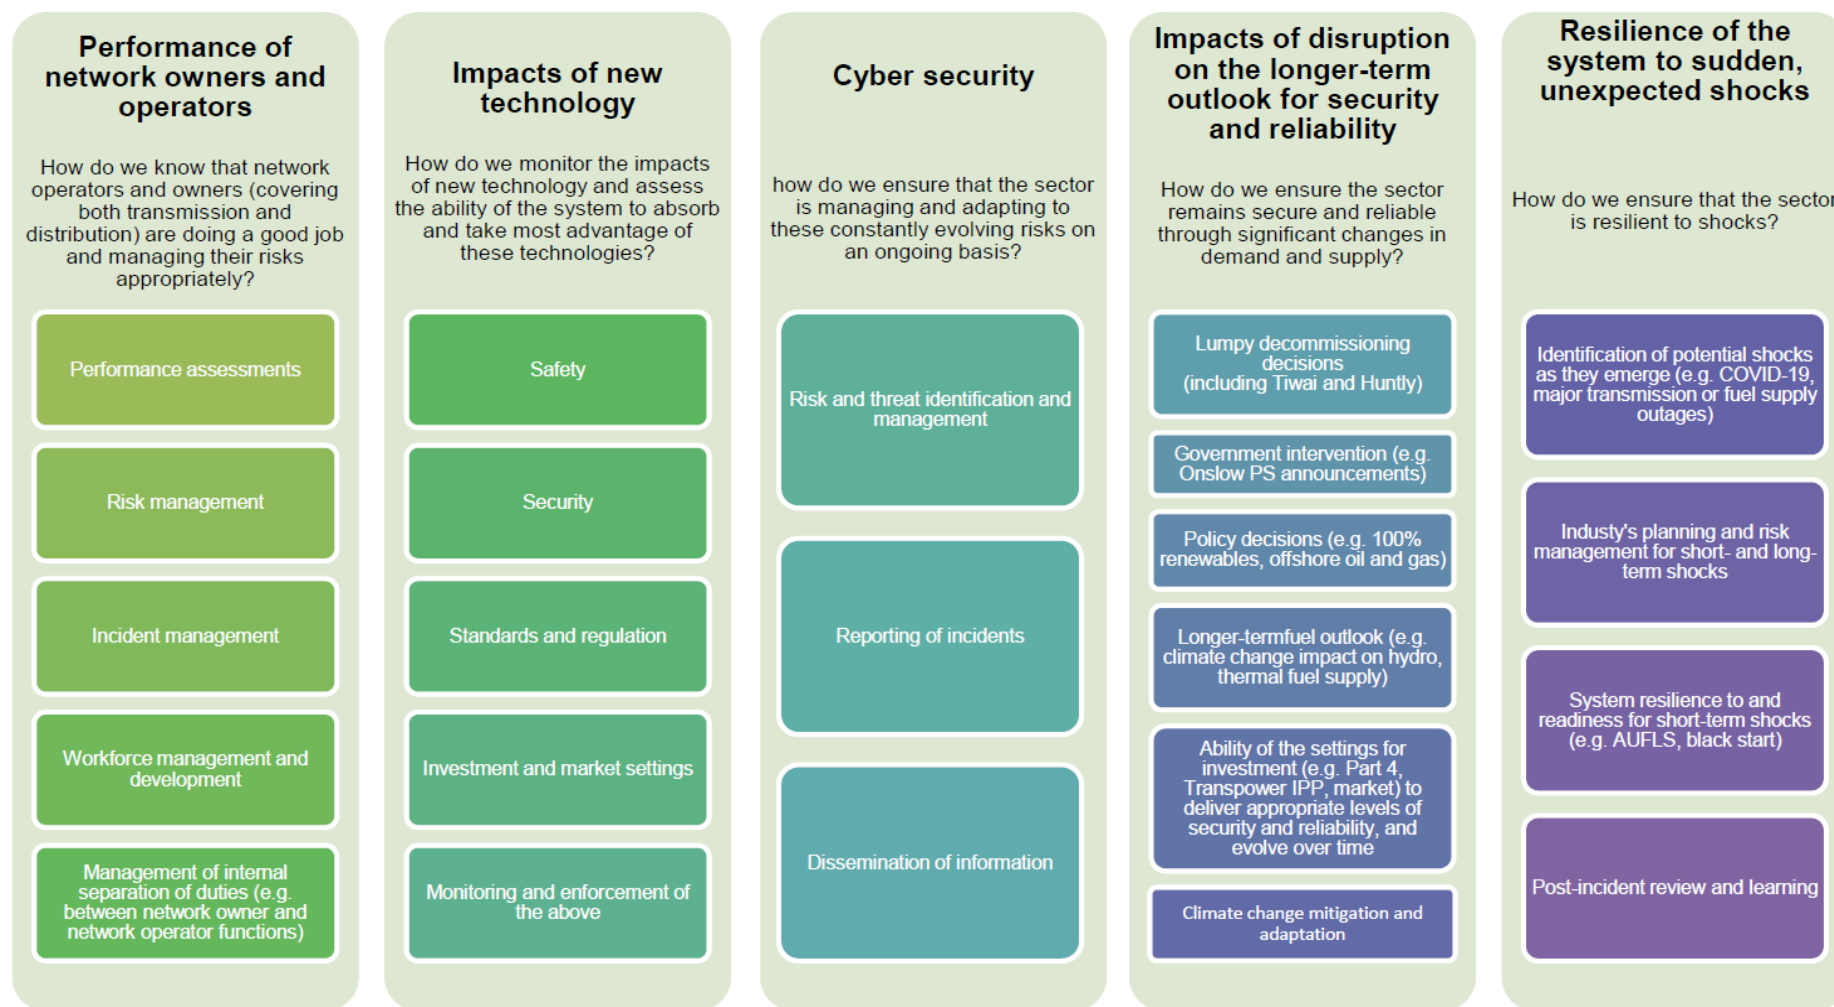 Performance of
network owners and
operators
How do we know that network
operators and owners (covering
both transmission and
distribution) are doing a good job
and managing their risks
appropriately?
Performance assessments
Risk management
Incident management
Workforce management and
development
Management of internal
separation of duties (e.g.
between network owner and
network operator functions)
Impacts of new
technology
How do we monitor the impacts
of new technology and assess
the ability of the system to absorb
and take most advantage of
these technologies?
Safety
Security
Standards and regulation
Investment and market settings
Monitoring and enforcement of
the above
Cyber security
how do we ensure that the sector
is managing and adapting to
these constantly evolving risks on
an ongoing basis?
Risk and threat identification and
management
Reporting of incidents
Dissemination of information
Impacts of disruption
on the longer-term
outlook for security
and reliability
How do we ensure the sector
remains secure and reliable
through significant changes in
demand and supply?
Lumpy decommissioning
decisions
(including Tiwai and Huntly)
Government intervention (e.g.
Onslow PS announcements)
Policy decisions (e.g. 100%
renewables, offshore oil and gas)
Longer-termfuel outlook (e.g.
climate change impact on hydro,
thermal fuel supply)
Ability of the settings for
investment (e.g. Part 4,
Transpower IPP, market) to
deliver appropriate levels of
security and reliability, and
evolve over time
Climate change mitigation and
adaptation
Resilience of the
system to sudden,
unexpected shocks
How do we ensure that the sector
is resilient to shocks?
Identification of potential shocks
as they emerge (e.g. COVID-19,
major transmission or fuel supply
outages)
Industy's planning and risk
management for short- and long-
term shocks
System resilience to and
readiness for short-term shocks
(e.g. AUFLS, black start)
Post-incident review and learning